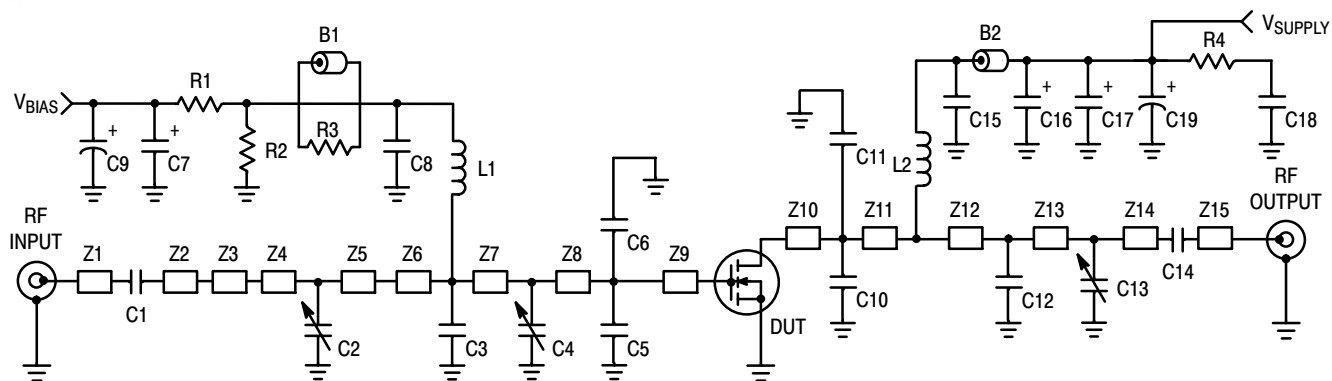 B1
B2
V_SUPPLY
R4
V_BIAS
R1
R3
R2
C9
C7
C8
L1
C15
C16
C17
C19
C18
C11
L2
+
+
+
+
+
RF
INPUT
Z1
Z2
Z3
Z4
Z5
Z6
Z7
Z8
Z9
C6
Z10
Z11
Z12
Z13
Z14
Z15
RF
OUTPUT
C1
C2
C3
C4
C5
DUT
C10
C12
C13
C14